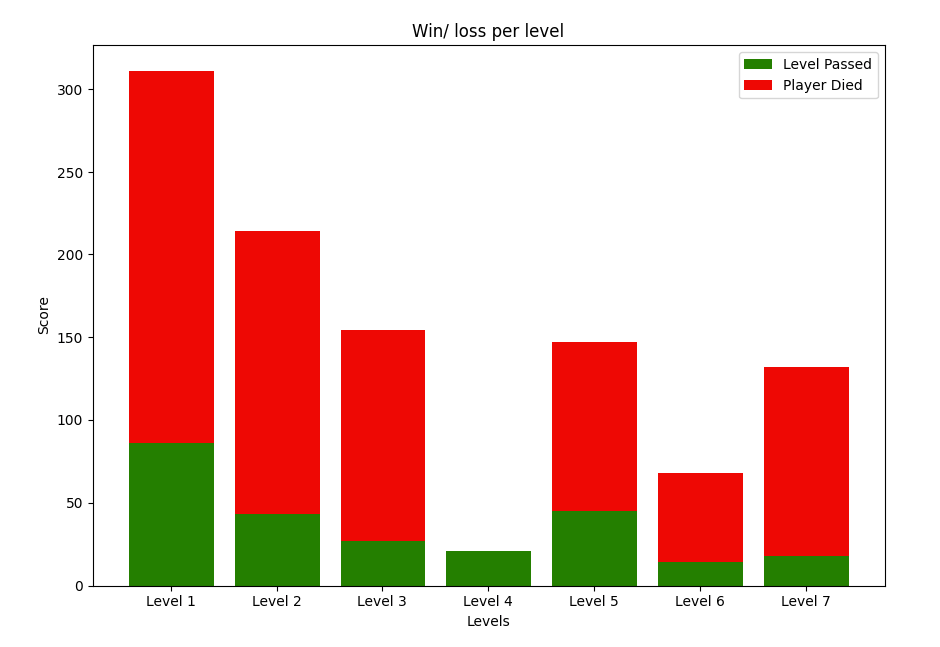 Win/ loss per level
Level Passed
Player Died
300
250
200
150
100
50
0
Score
Level 1
Level 2
Level 3
Level 4
Level 5
Level 6
Level 7
Levels